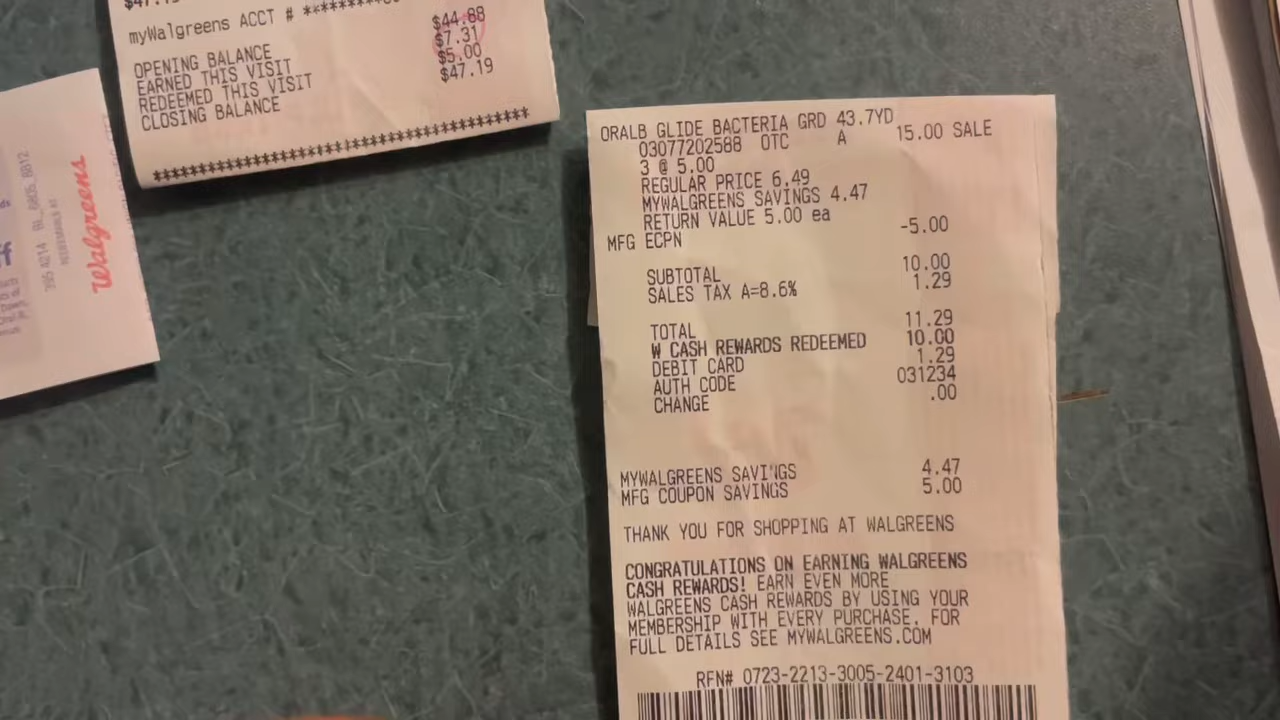 myWalgreens ACCT #
OPENING BALANCE $44.88
EARNED THIS VISIT $7.31
REDEEMED THIS VISIT $5.00
CLOSING BALANCE $47.19
****************************************
Walgreens
ORALB GLIDE BACTERIA GRD 43.7YD
03077202588 OTC A 15.00 SALE
3 @ 5.00
REGULAR PRICE 6.49
MYWALGREENS SAVINGS 4.47
RETURN VALUE 5.00 ea
MFG ECPN -5.00
SUBTOTAL 10.00
SALES TAX A=8.6% 1.29
TOTAL 11.29
W CASH REWARDS REDEEMED 10.00
DEBIT CARD 1.29
AUTH CODE 031234
CHANGE .00
MYWALGREENS SAVINGS 4.47
MFG COUPON SAVINGS 5.00
THANK YOU FOR SHOPPING AT WALGREENS
CONGRATULATIONS ON EARNING WALGREENS
CASH REWARDS! EARN EVEN MORE
WALGREENS CASH REWARDS BY USING YOUR
MEMBERSHIP WITH EVERY PURCHASE. FOR
FULL DETAILS SEE MYWALGREENS.COM
RFN# 0723-2213-3005-2401-3103